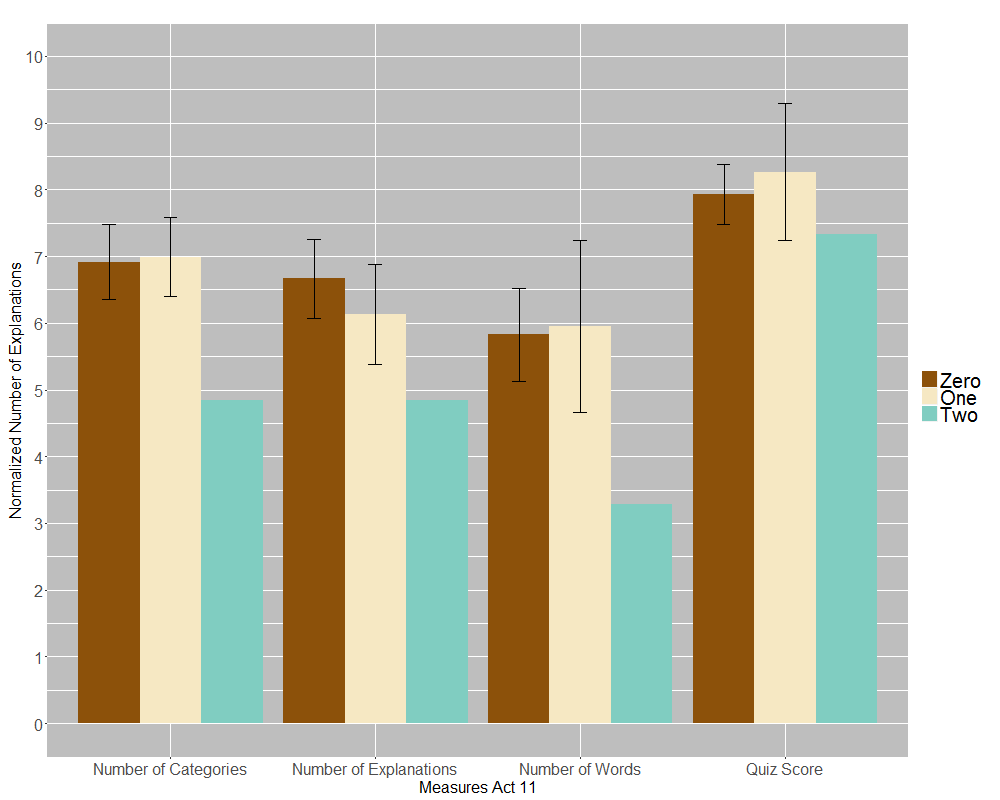 Normalized Number of Explanations
10
9
8
7
6
5
4
3
2
1
0
Number of Categories
Number of Explanations
Number of Words
Quiz Score
Measures Act 11
Zero
One
Two